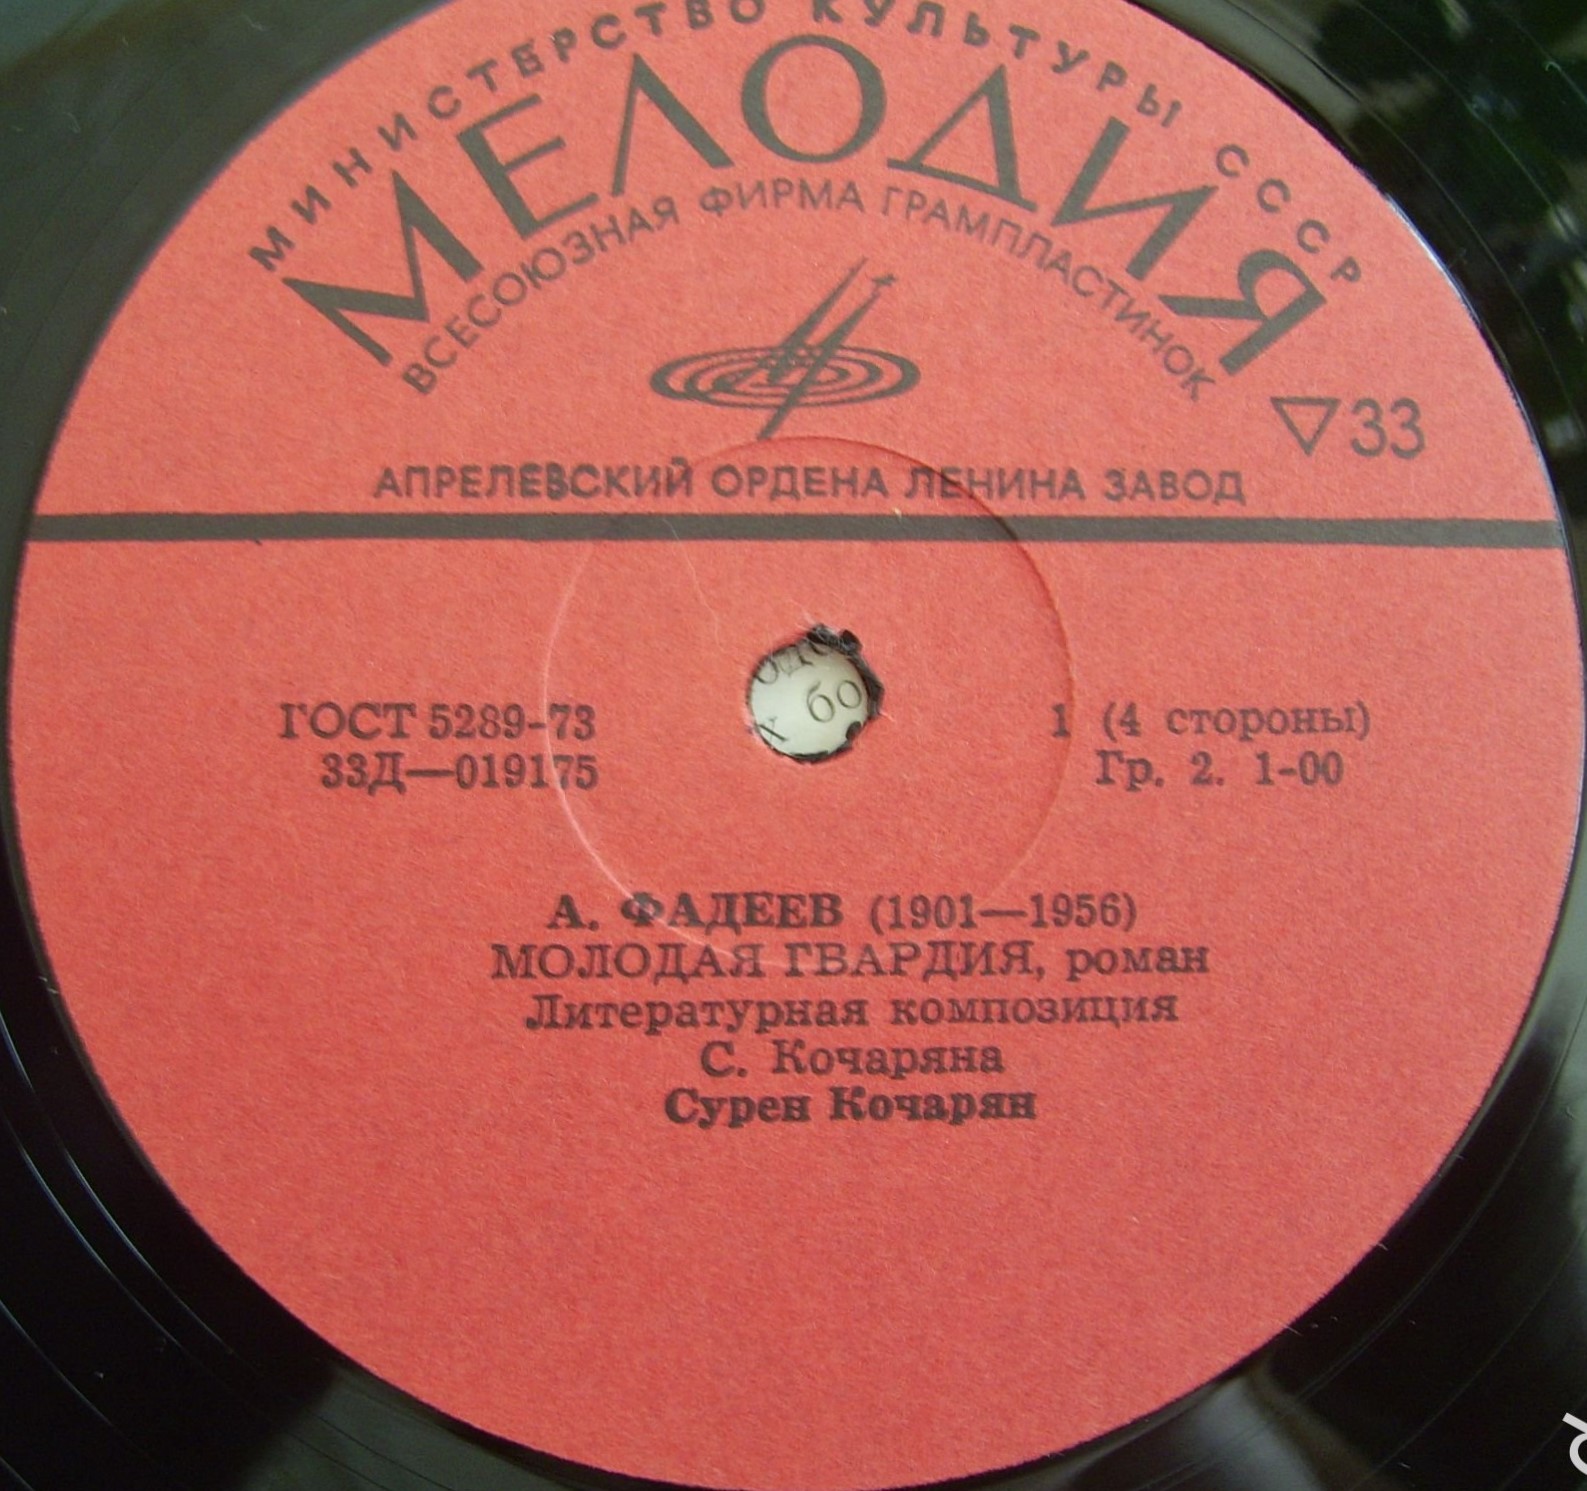 МИНИСТЕРСТВО КУЛЬТУРЫ СССР
МЕЛОДИЯ
ВСЕСОЮЗНАЯ ФИРМА ГРАМПЛАСТИНОК
33
АПРЕЛЕВСКИЙ ОРДЕНА ЛЕНИНА ЗАВОД
ГОСТ 5289-73
33Д—019175
1 (4 стороны)
Гр. 2. 1-00
А. ФАДЕЕВ (1901—1956)
МОЛОДАЯ ГВАРДИЯ, роман
Литературная композиция
С. Кочаряна
Сурен Кочарян